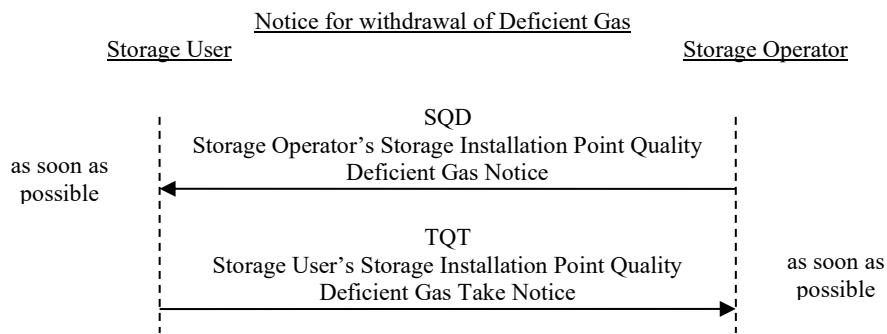 Notice for withdrawal of Deficient Gas
Storage User
Storage Operator
SQD
Storage Operator’s Storage Installation Point Quality
Deficient Gas Notice
as soon as
possible
TQT
Storage User’s Storage Installation Point Quality
Deficient Gas Take Notice
as soon as
possible